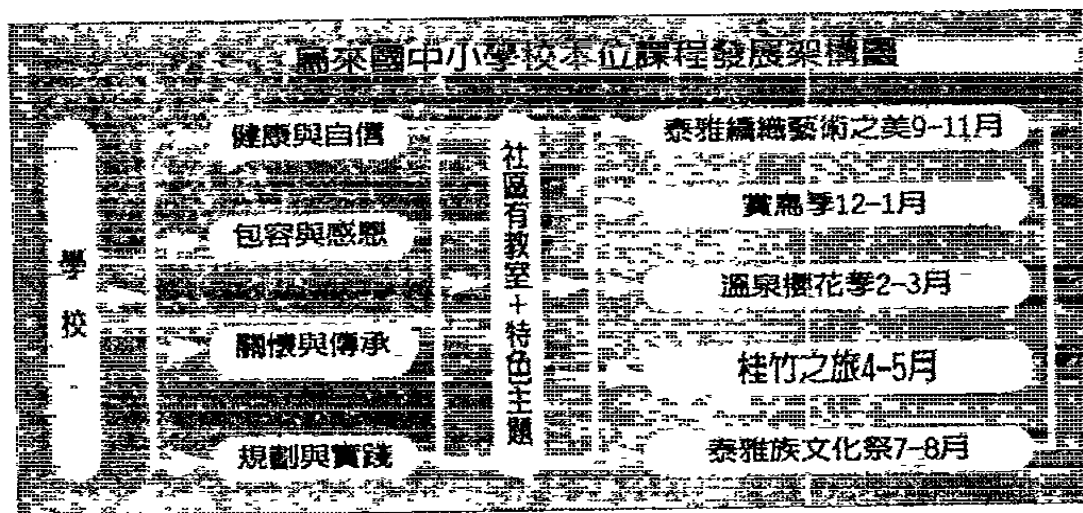 烏來國中小學校本位課程發展架構圖
學校
健康與自信
包容與感恩
關懷與傳承
規劃與實踐
社區有教室+特色主題
泰雅編織藝術之美9-11月
賞鳥季12-1月
溫泉櫻花季2-3月
桂竹之旅4-5月
泰雅族文化祭7-8月